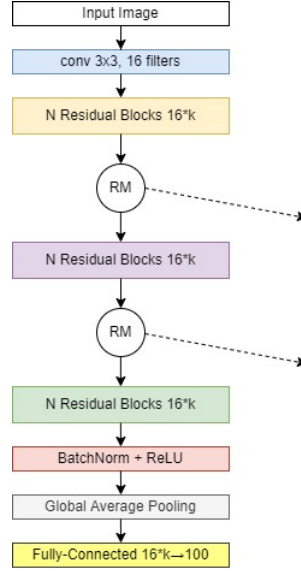 Input Image
conv 3x3, 16 filters
N Residual Blocks 16*k
RM
N Residual Blocks 16*k
RM
N Residual Blocks 16*k
BatchNorm + ReLU
Global Average Pooling
Fully-Connected 16*k→100